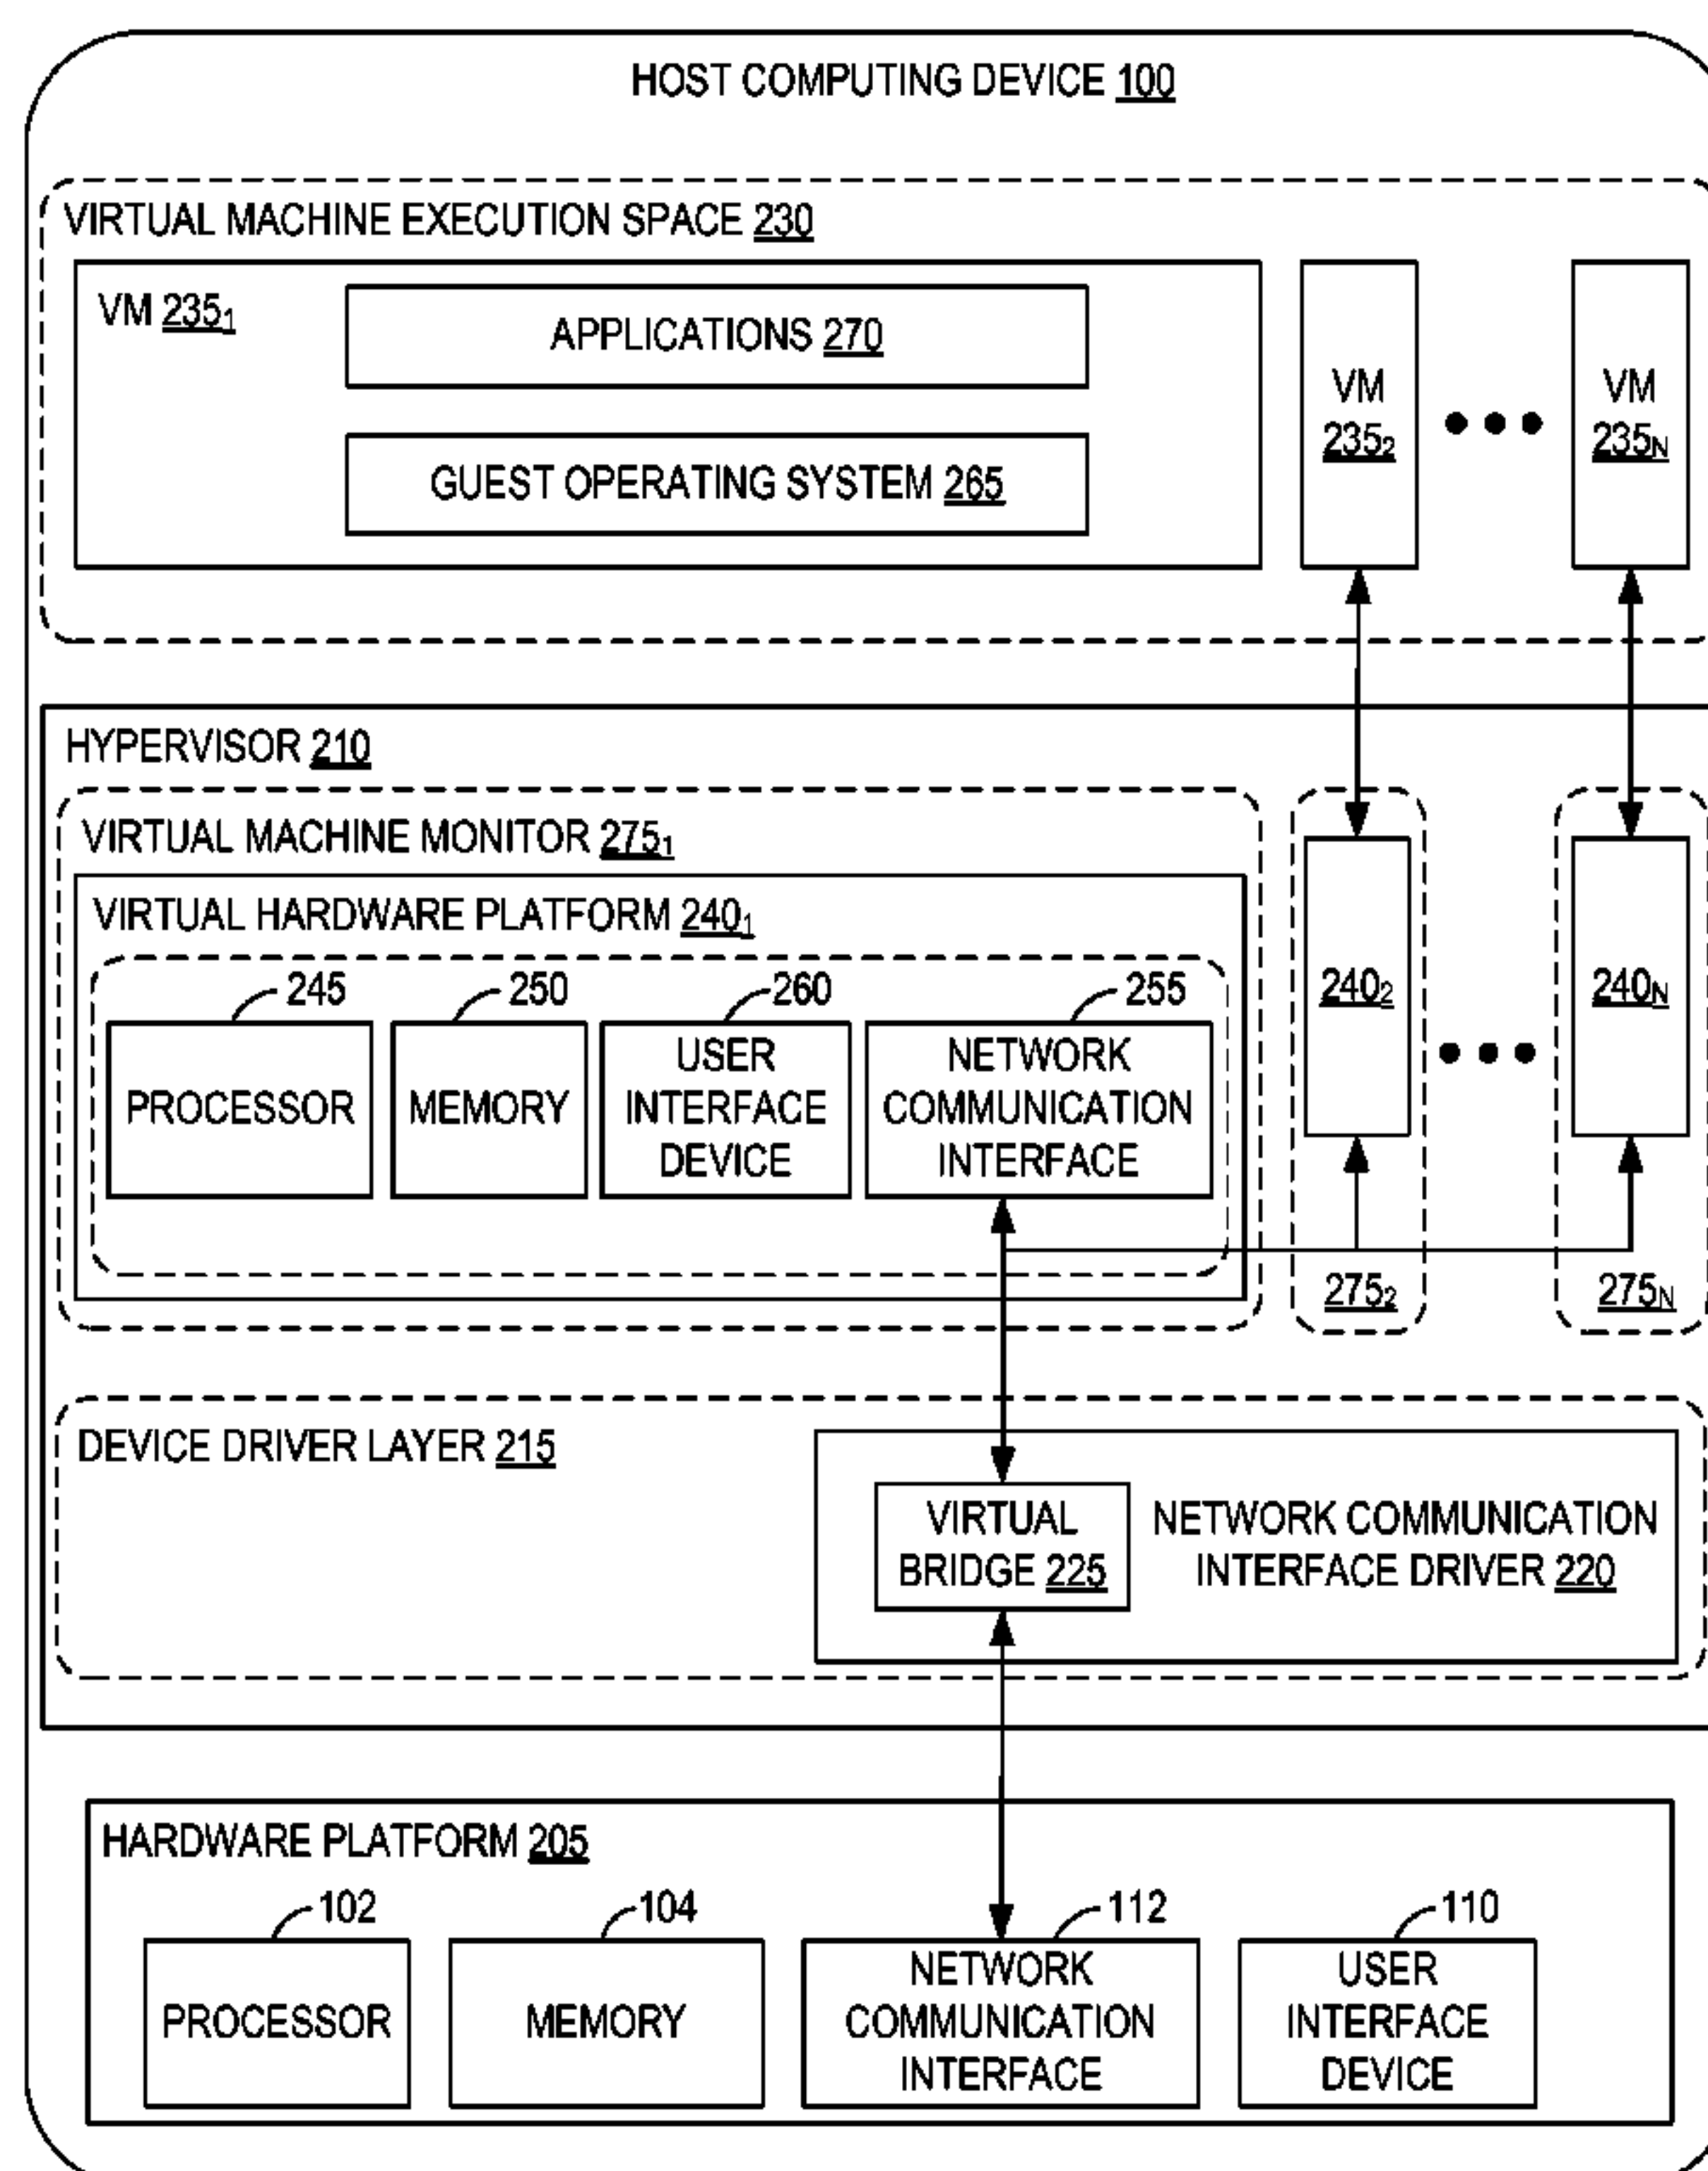 HOST COMPUTING DEVICE 100
VIRTUAL MACHINE EXECUTION SPACE 230
VM 235₁
APPLICATIONS 270
GUEST OPERATING SYSTEM 265
VM
235₂
VM
235ₙ
HYPERVISOR 210
VIRTUAL MACHINE MONITOR 275₁
VIRTUAL HARDWARE PLATFORM 240₁
245
250
260
255
PROCESSOR
MEMORY
USER
INTERFACE
DEVICE
NETWORK
COMMUNICATION
INTERFACE
240₂
240ₙ
275₂
275ₙ
DEVICE DRIVER LAYER 215
VIRTUAL
BRIDGE 225
NETWORK COMMUNICATION
INTERFACE DRIVER 220
HARDWARE PLATFORM 205
102
104
112
110
PROCESSOR
MEMORY
NETWORK
COMMUNICATION
INTERFACE
USER
INTERFACE
DEVICE